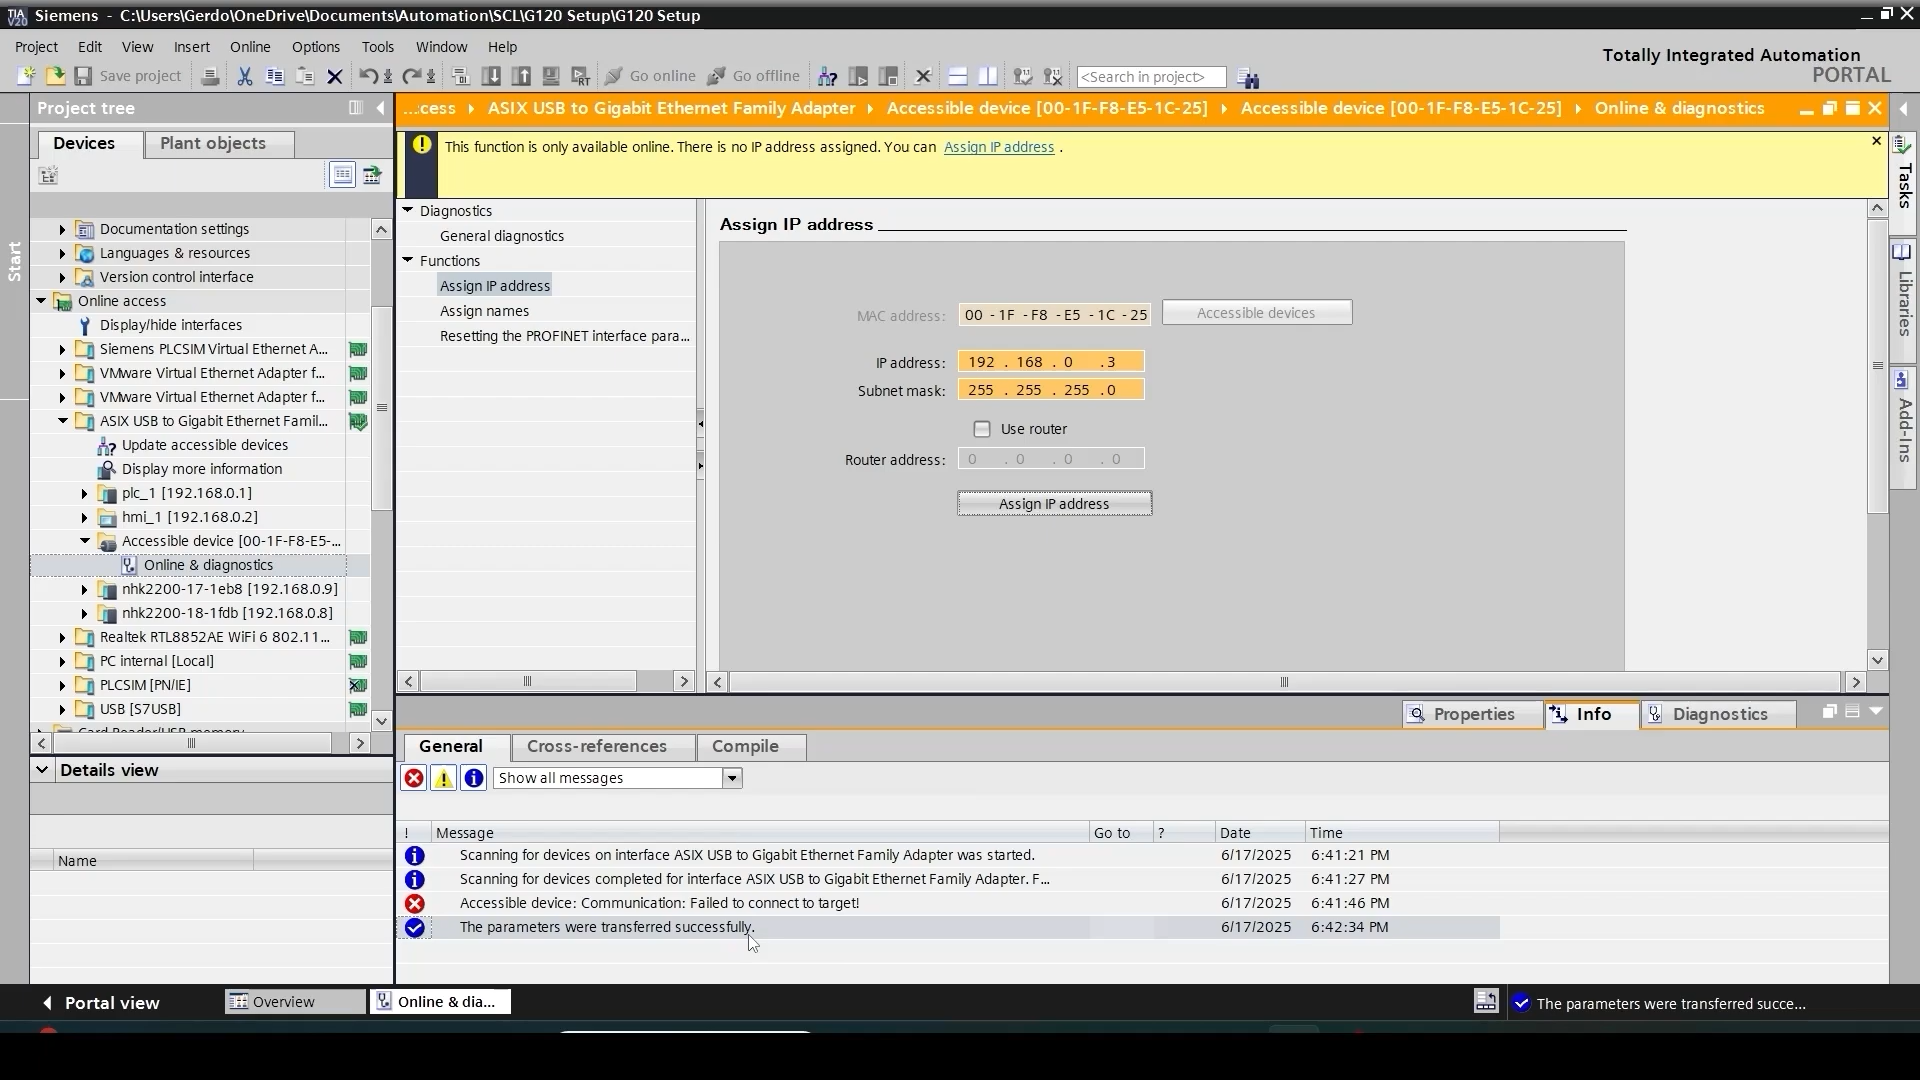 Siemens - C:\Users\Gerdo\OneDrive\Documents\Automation\SCL\G120 Setup\G120 Setup
TIA
V20
Project Edit View Insert Online Options Tools Window Help
Totally Integrated Automation
PORTAL
Save project
Go online
Go offline
<Search in project>
Project tree
...cess ASIX USB to Gigabit Ethernet Family Adapter Accessible device [00-1F-F8-E5-1C-25] Accessible device [00-1F-F8-E5-1C-25] Online & diagnostics
Devices
Plant objects
This function is only available online. There is no IP address assigned. You can Assign IP address .
Start
Documentation settings
Languages & resources
Version control interface
Online access
Display/hide interfaces
Siemens PLCSIM Virtual Ethernet A...
VMware Virtual Ethernet Adapter f...
VMware Virtual Ethernet Adapter f...
ASIX USB to Gigabit Ethernet Famil...
Update accessible devices
Display more information
plc_1 [192.168.0.1]
hmi_1 [192.168.0.2]
Accessible device [00-1F-F8-E5-...
Online & diagnostics
nhk2200-17-1eb8 [192.168.0.9]
nhk2200-18-1fdb [192.168.0.8]
Realtek RTL8852AE WiFi 6 802.11...
PC internal [Local]
PLCSIM [PN/IE]
USB [S7USB]
Card Reader/USB memory
Diagnostics
General diagnostics
Functions
Assign IP address
Assign names
Resetting the PROFINET interface para...
Assign IP address
MAC address: 00 -1F -F8 -E5 -1C -25
Accessible devices
IP address: 192 . 168 . 0 .3
Subnet mask: 255 . 255 . 255 .0
Use router
Router address: 0 . 0 . 0 . 0
Assign IP address
Tasks
Libraries
Add-Ins
Properties
Info
Diagnostics
General
Cross-references
Compile
Show all messages
! Message Go to ? Date Time
Scanning for devices on interface ASIX USB to Gigabit Ethernet Family Adapter was started. 6/17/2025 6:41:21 PM
Scanning for devices completed for interface ASIX USB to Gigabit Ethernet Family Adapter. F... 6/17/2025 6:41:27 PM
Accessible device: Communication: Failed to connect to target! 6/17/2025 6:41:46 PM
The parameters were transferred successfully. 6/17/2025 6:42:34 PM
Details view
Name
Portal view
Overview
Online & dia...
The parameters were transferred succe...